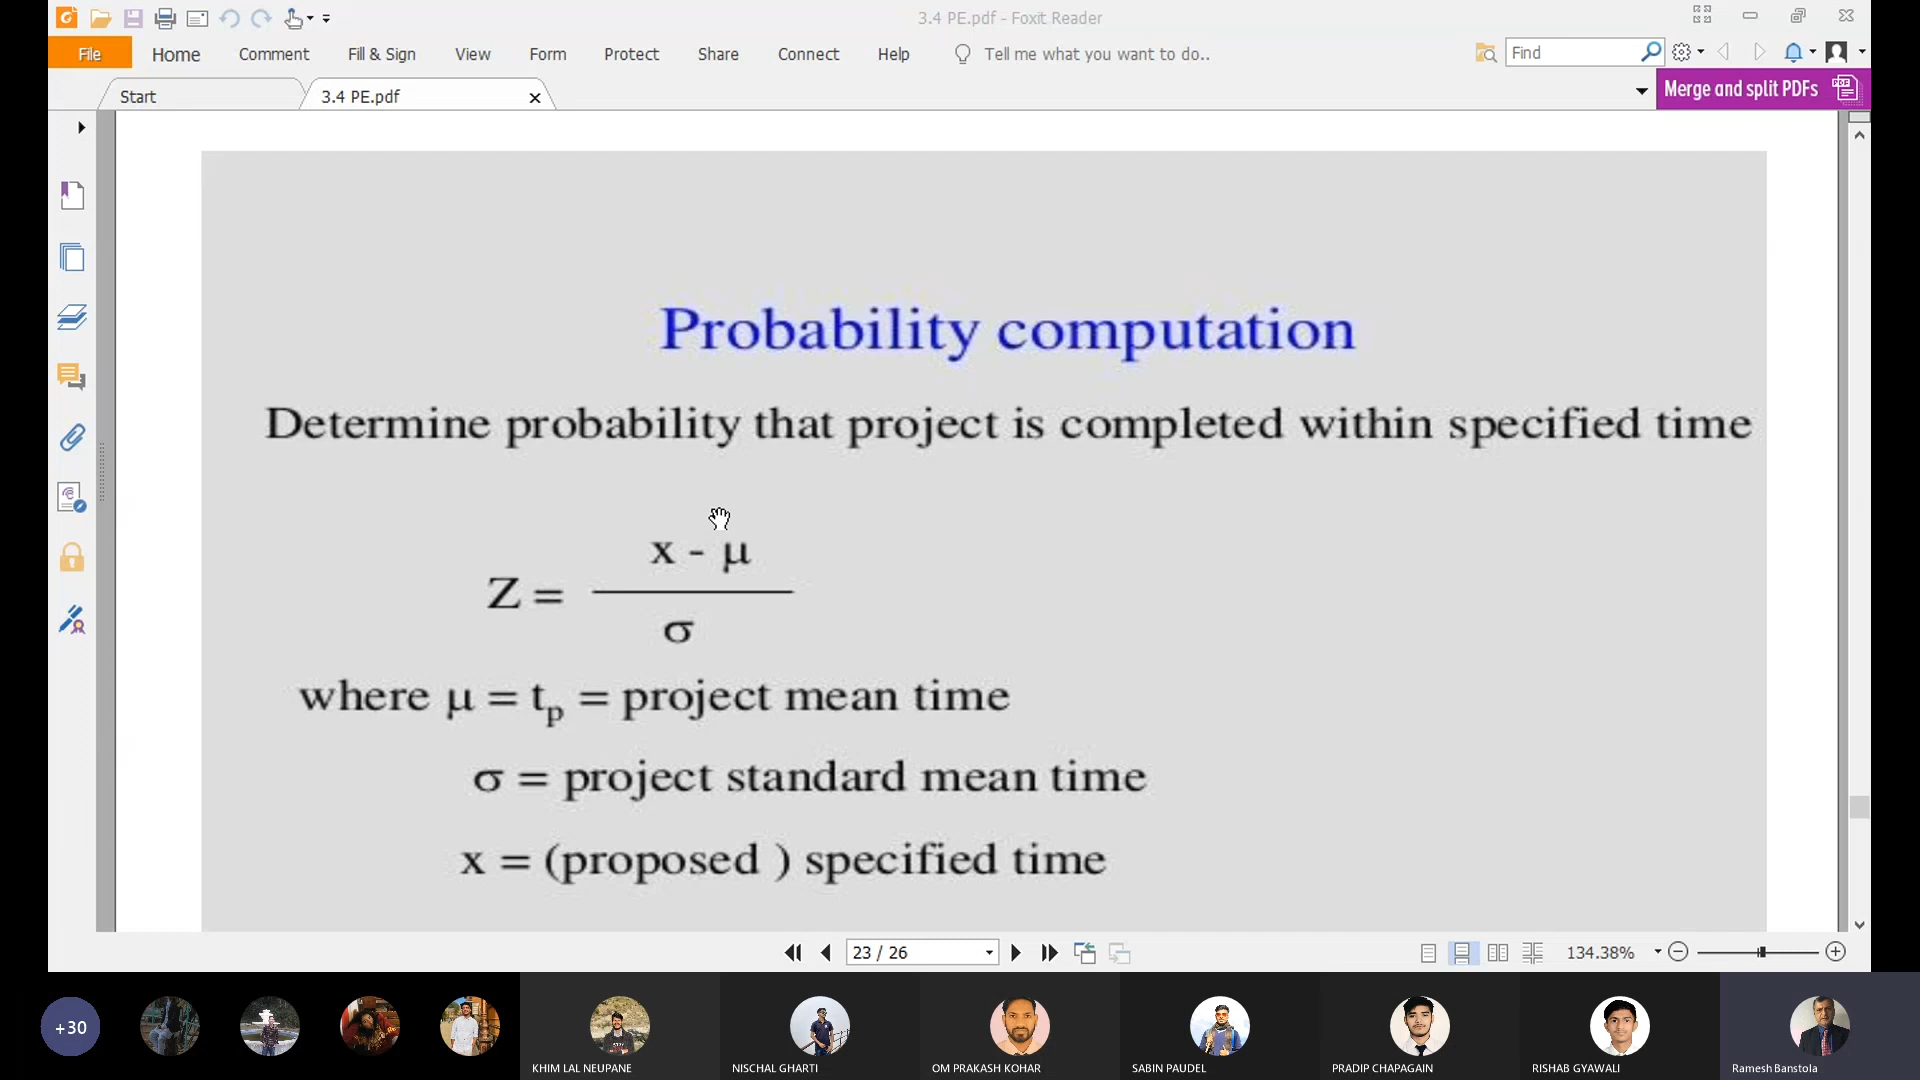 3.4 PE.pdf - Foxit Reader
File Home Comment Fill & Sign View Form Protect Share Connect Help Tell me what you want to do.. Find
Start 3.4 PE.pdf Merge and split PDFs
Probability computation
Determine probability that project is completed within specified time
x - μ
Z =
σ
where μ = tp = project mean time
σ = project standard mean time
x = (proposed ) specified time
23 / 26 134.38%
+30
KHIM LAL NEUPANE NISCHAL GHARTI OM PRAKASH KOHAR SABIN PAUDEL PRADIP CHAPAGAIN RISHAB GYAWALI Ramesh Banstola